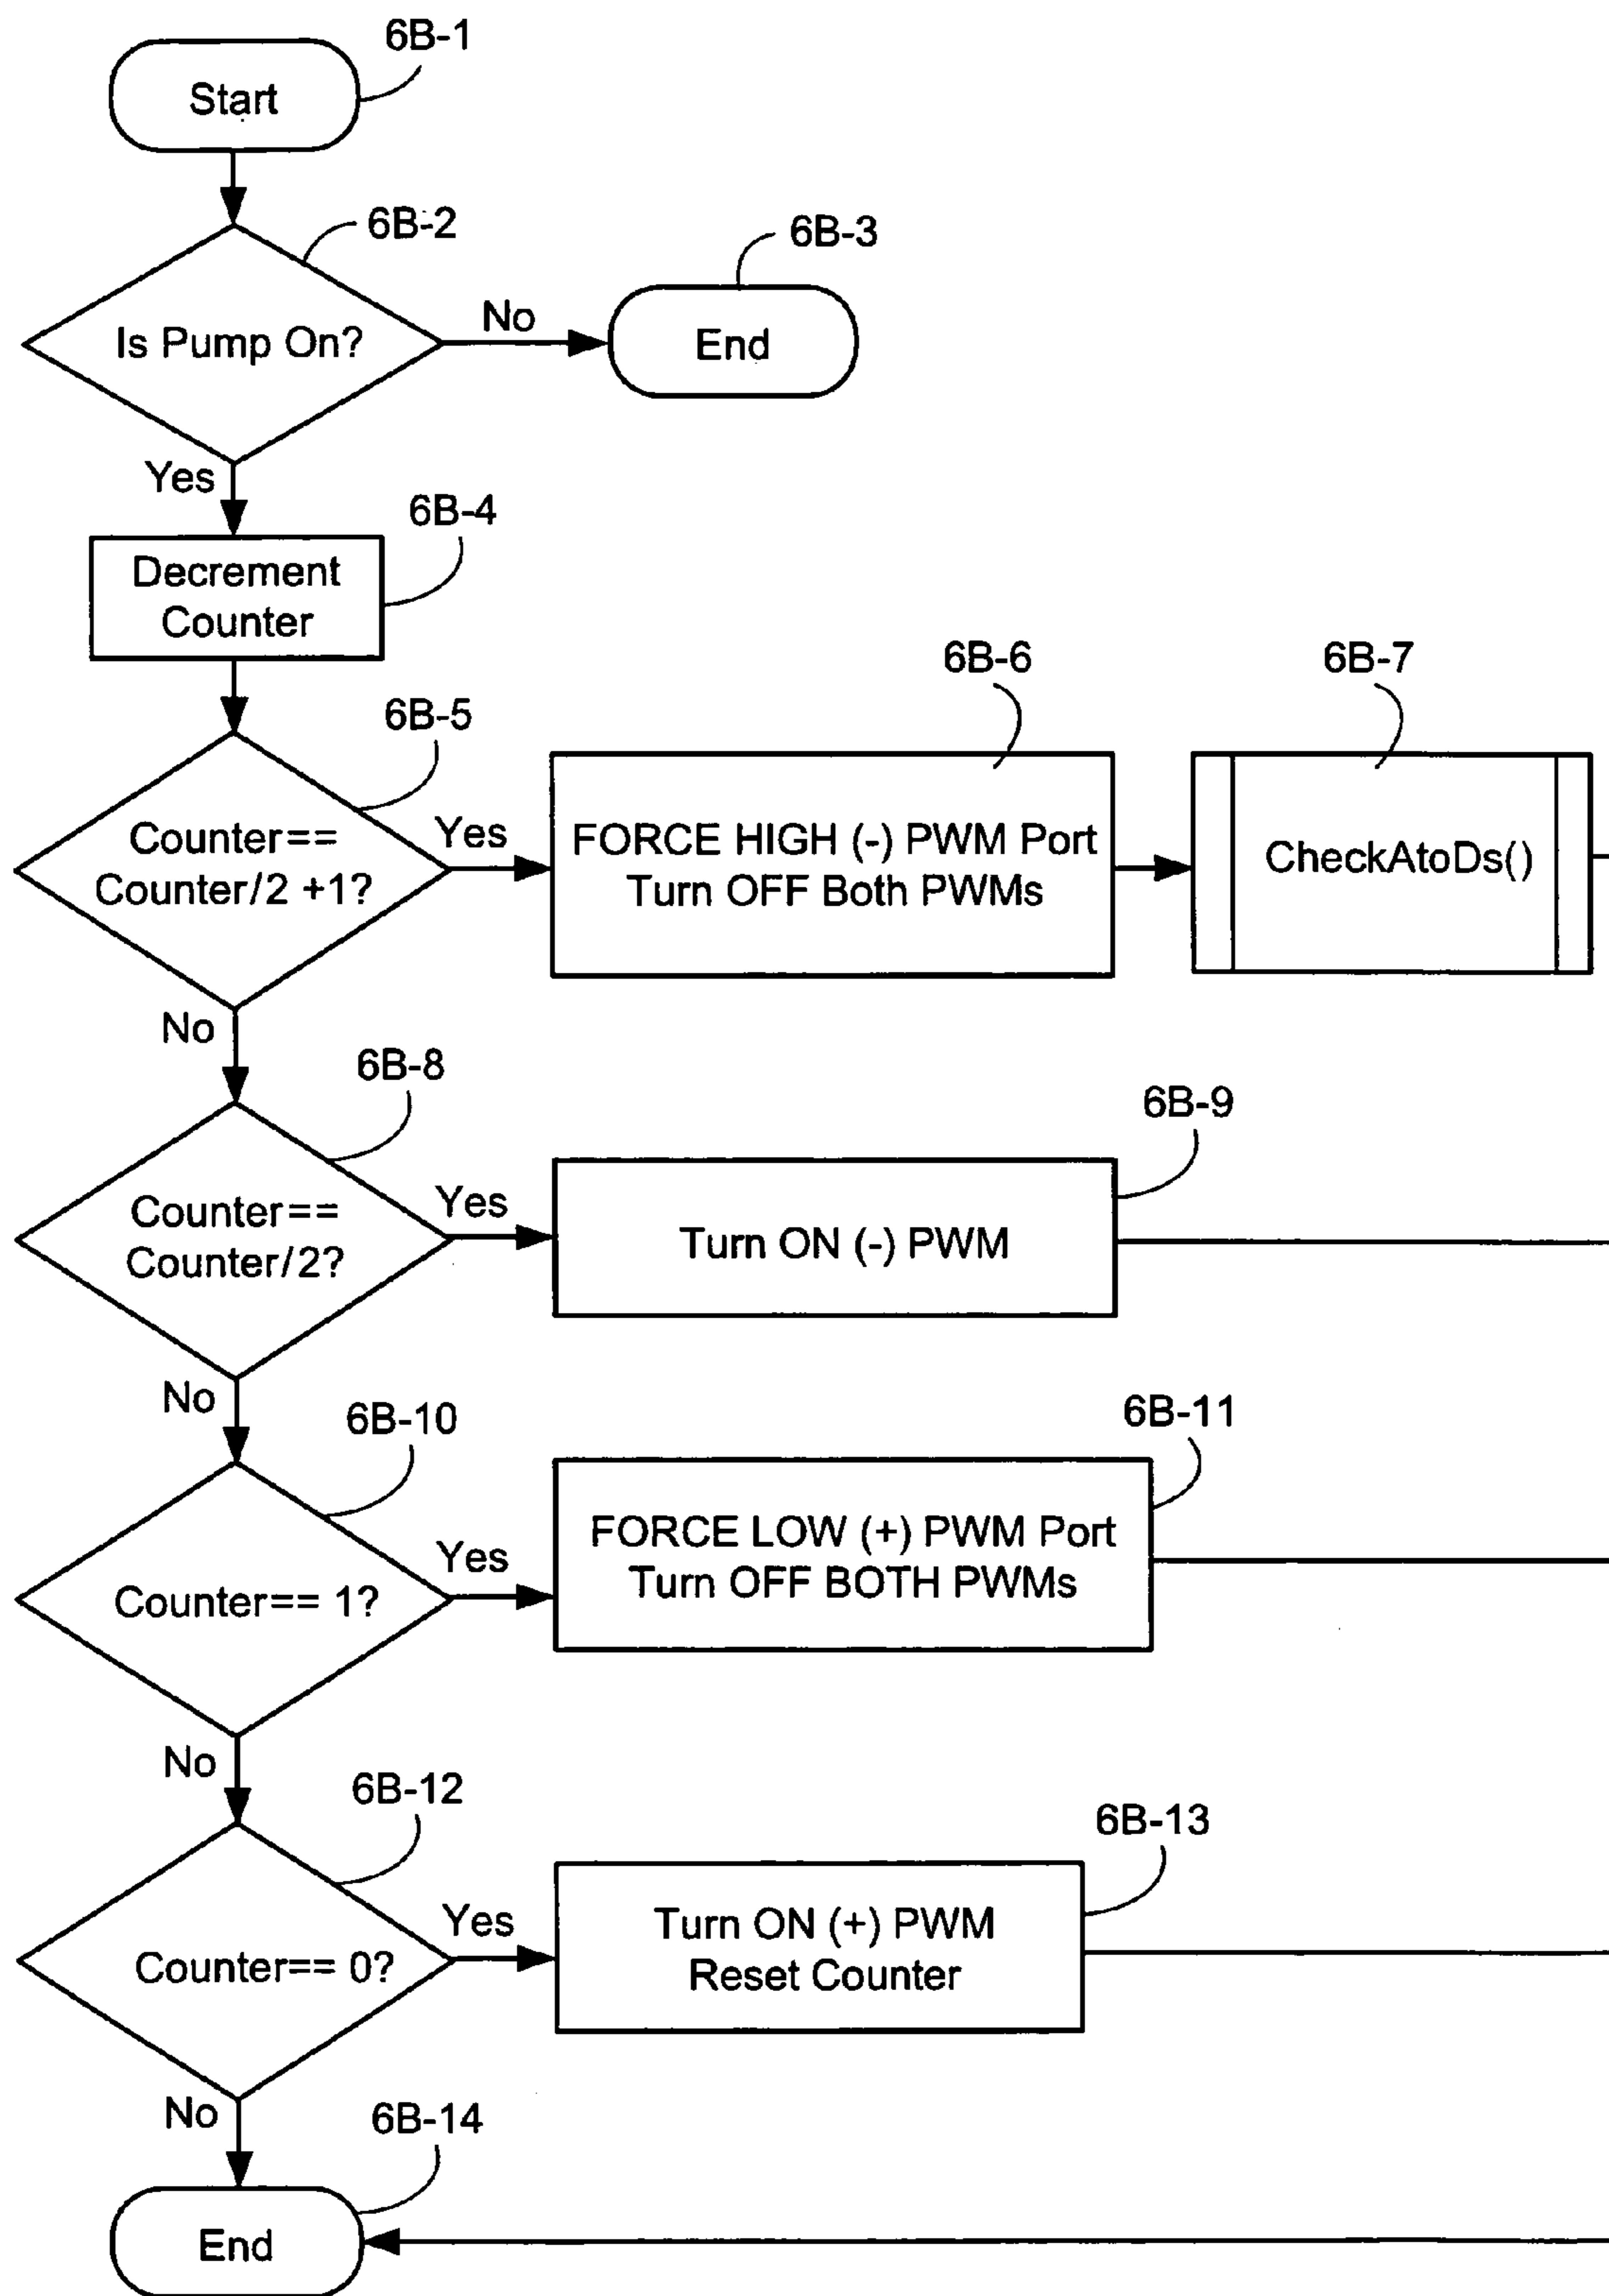 6B-1
Start
6B-2
6B-3
Is Pump On?
No
End
Yes
6B-4
Decrement
Counter
6B-5
6B-6
6B-7
Counter==
Counter/2 +1?
Yes
FORCE HIGH (-) PWM Port
Turn OFF Both PWMs
CheckAtoDs()
No
6B-8
6B-9
Counter==
Counter/2?
Yes
Turn ON (-) PWM
No
6B-10
6B-11
Counter== 1?
Yes
FORCE LOW (+) PWM Port
Turn OFF BOTH PWMs
No
6B-12
6B-13
Counter== 0?
Yes
Turn ON (+) PWM
Reset Counter
No
6B-14
End